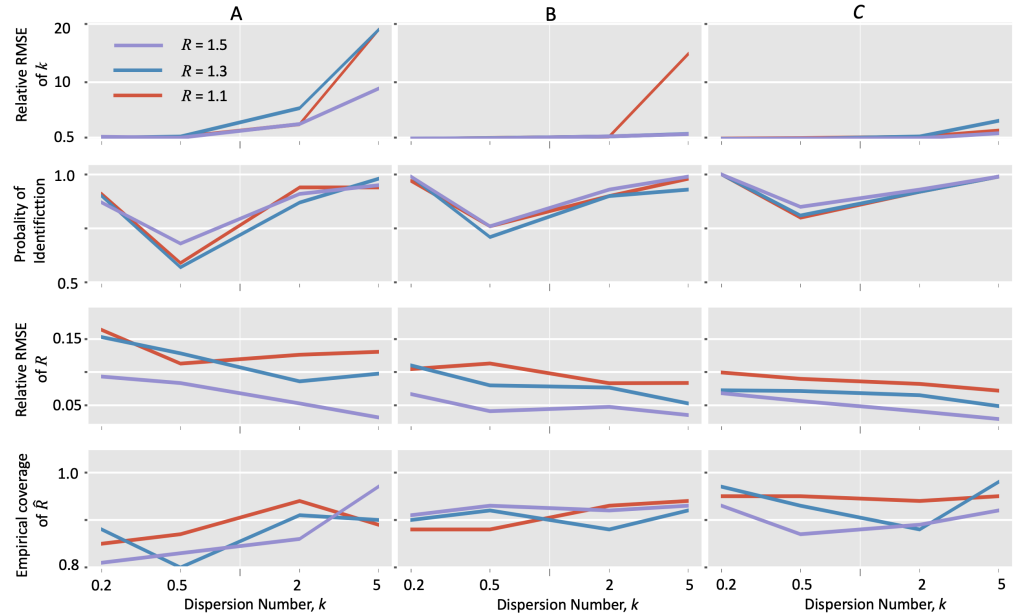 A B C
Relative RMSE
of k
20
10
0.5
R = 1.5
R = 1.3
R = 1.1
Probality of
Identificttion
1.0
0.5
Relative RMSE
of R
0.15
0.05
Empirical coverage
of R̂
1.0
0.8
0.2 0.5 2 5 0.2 0.5 2 5 0.2 0.5 2 5
Dispersion Number, k Dispersion Number, k Dispersion Number, k